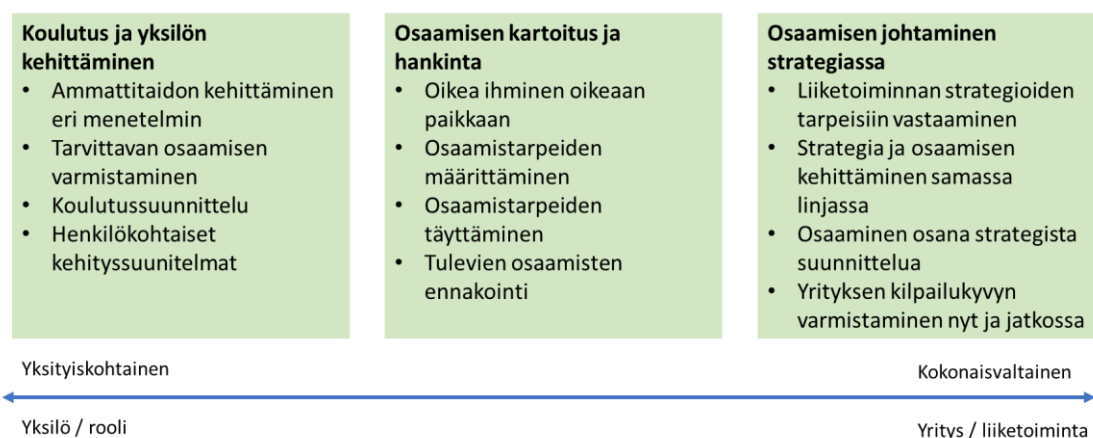 Koulutus ja yksilön
kehittäminen
• Ammattitaidon kehittäminen
eri menetelmin
• Tarvittavan osaamisen
varmistaminen
• Koulutussuunnittelu
• Henkilökohtaiset
kehityssuunitelmat
Osaamisen kartoitus ja
hankinta
• Oikea ihminen oikeaan
paikkaan
• Osaamistarpeiden
määrittäminen
• Osaamistarpeiden
täyttäminen
• Tulevien osaamisten
ennakointi
Osaamisen johtaminen
strategiassa
• Liiketoiminnan strategioiden
tarpeisiin vastaaminen
• Strategia ja osaamisen
kehittäminen samassa
linjassa
• Osaaminen osana strategista
suunnittelua
• Yrityksen kilpailukyvyn
varmistaminen nyt ja jatkossa
Yksityiskohtainen
Kokonaisvaltainen
Yksilö / rooli
Yritys / liiketoiminta